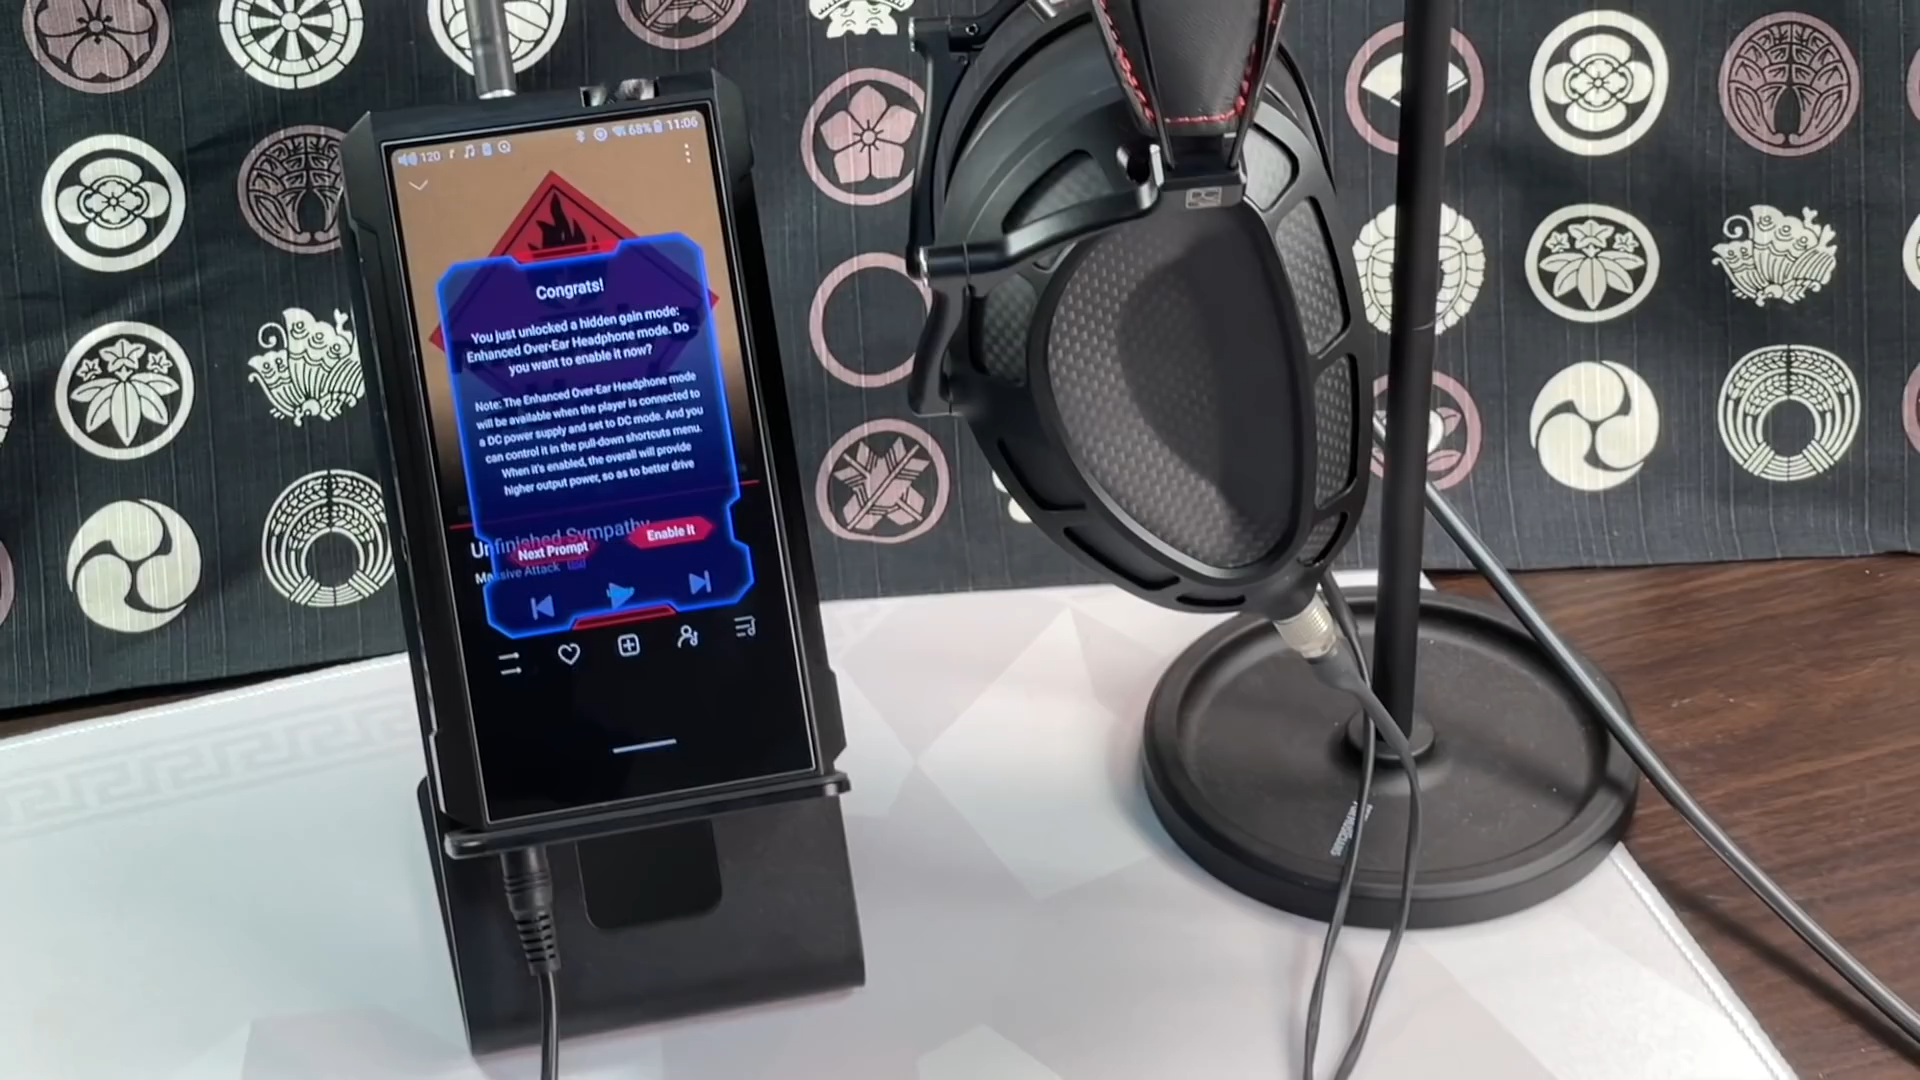 120
68% 11:06
Congrats!
You just unlocked a hidden gain mode:
Enhanced Over-Ear Headphone mode. Do
you want to enable it now?
Note: The Enhanced Over-Ear Headphone mode
will be available when the player is connected to
a DC power supply and set to DC mode. And you
can control it in the pull-down shortcuts menu.
When it's enabled, the overall will provide
higher output power, so as to better drive
Unfinished Sympathy
Next Prompt Enable it
Massive Attack